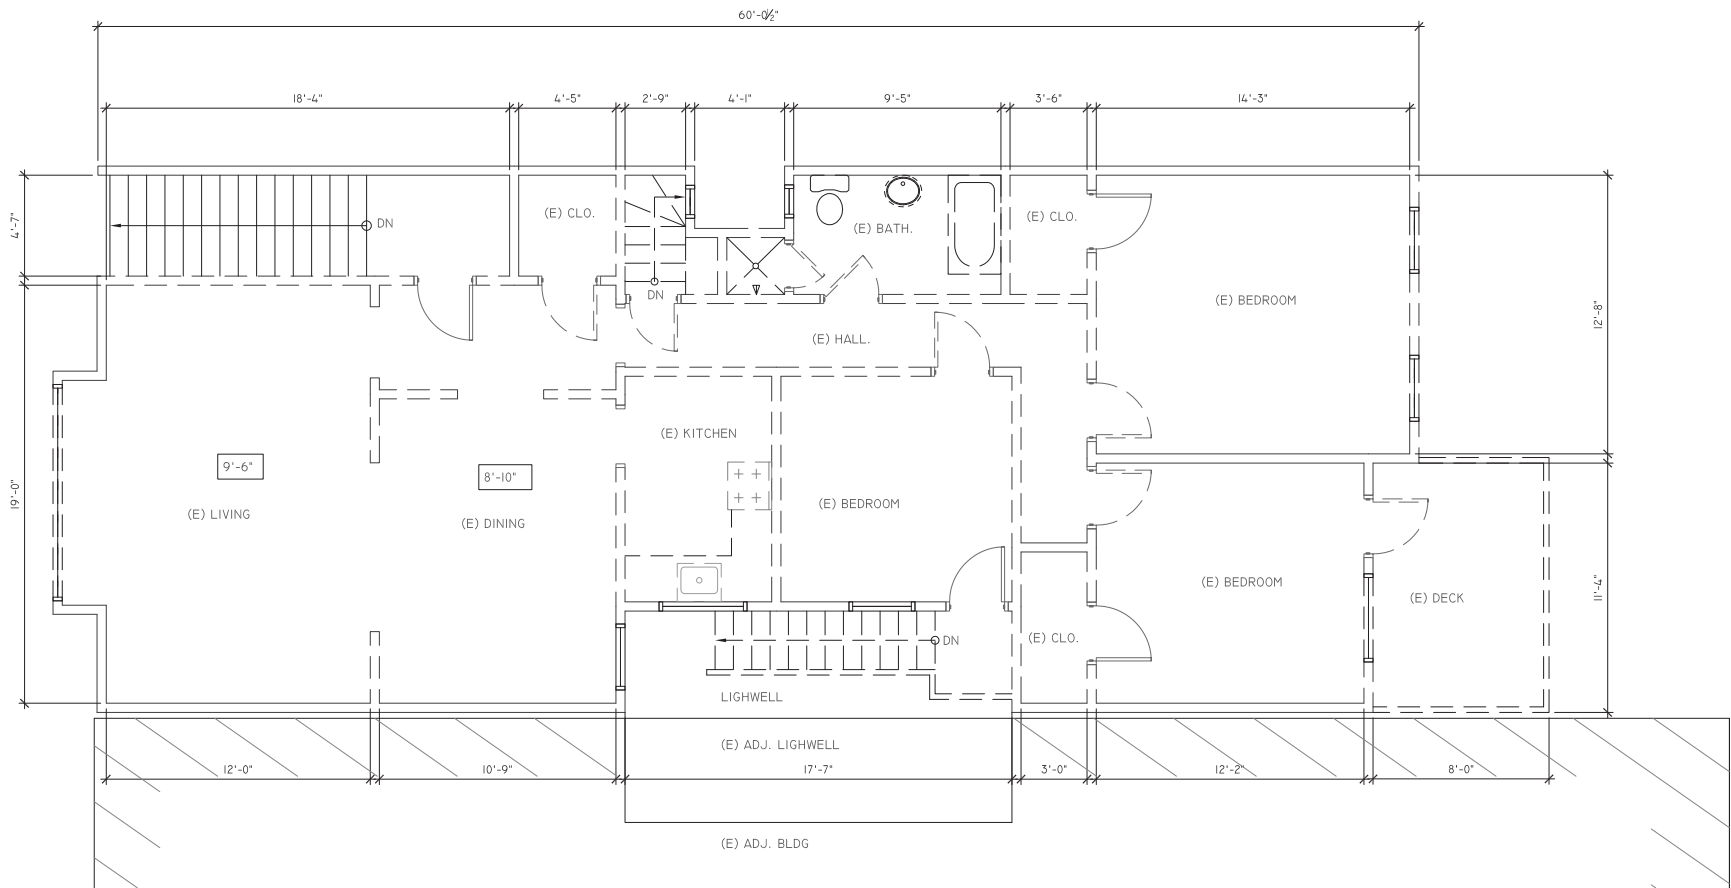 60'-0½"
18'-4"
4'-5"
2'-9"
4'-1"
9'-5"
3'-6"
14'-3"
4'-7"
DN
(E) CLO.
(E) BATH.
(E) CLO.
DN
(E) BEDROOM
12'-8"
(E) HALL.
(E) KITCHEN
9'-6"
8'-10"
19'-0"
(E) LIVING
(E) DINING
(E) BEDROOM
(E) BEDROOM
(E) DECK
11'-4"
DN
(E) CLO.
LIGHWELL
(E) ADJ. LIGHWELL
12'-0"
10'-9"
17'-7"
3'-0"
12'-2"
8'-0"
(E) ADJ. BLDG